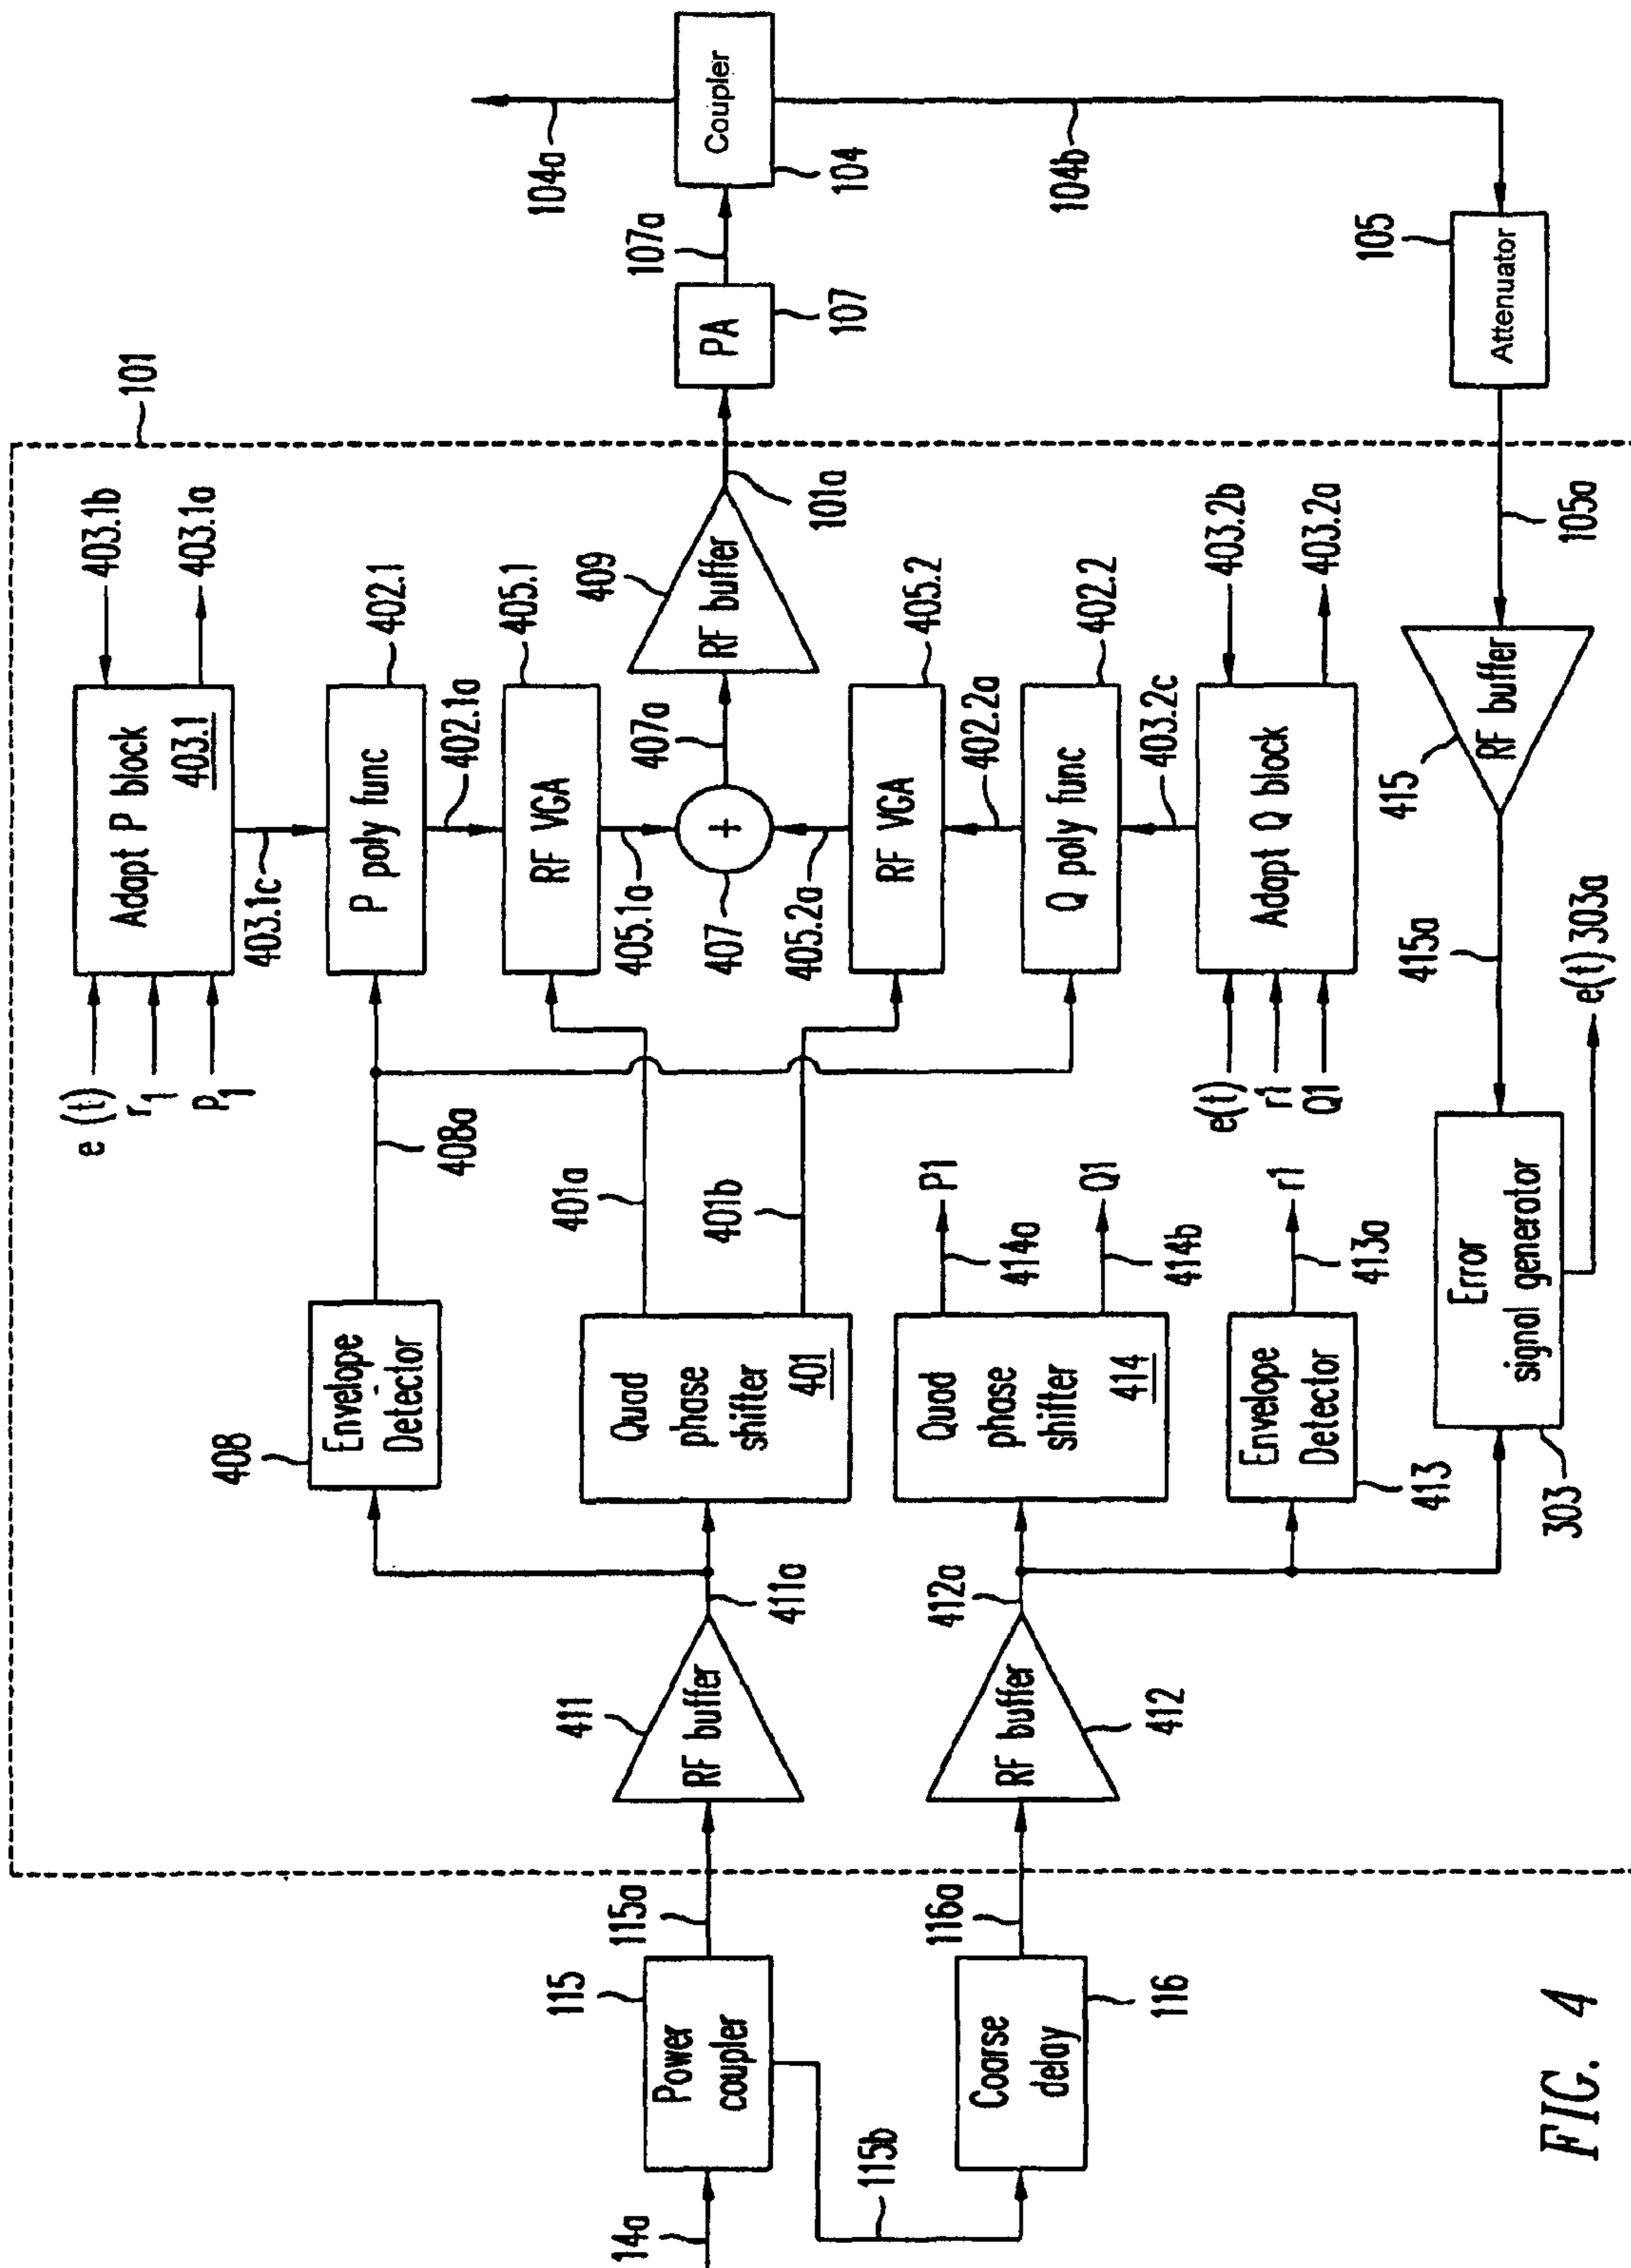 101
403.1b
403.1a
Adapt P block
403.1
e (t)
r1
P1
403.1c
402.1
P poly func
402.1a
408
Envelope
Detector
408a
405.1
RF VGA
405.1a
401a
Quad
phase
shifter
401
401b
14a
115
Power
coupler
115a
115b
411
RF buffer
411a
407
+
407a
409
RF buffer
101a
PA
107
107a
Coupler
104
104a
104b
405.2a
405.2
RF VGA
402.2a
402.2
Q poly func
403.2c
403.2b
403.2a
Adapt Q block
e(t)
r1
Q1
116
Coarse
delay
116a
412
RF buffer
412a
Quad
phase
shifter
414
P1
414a
Q1
414b
Envelope
Detector
413
r1
413a
303
Error
signal generator
e(t) 303a
415a
415
RF buffer
105a
105
Attenuator
FIG. 4